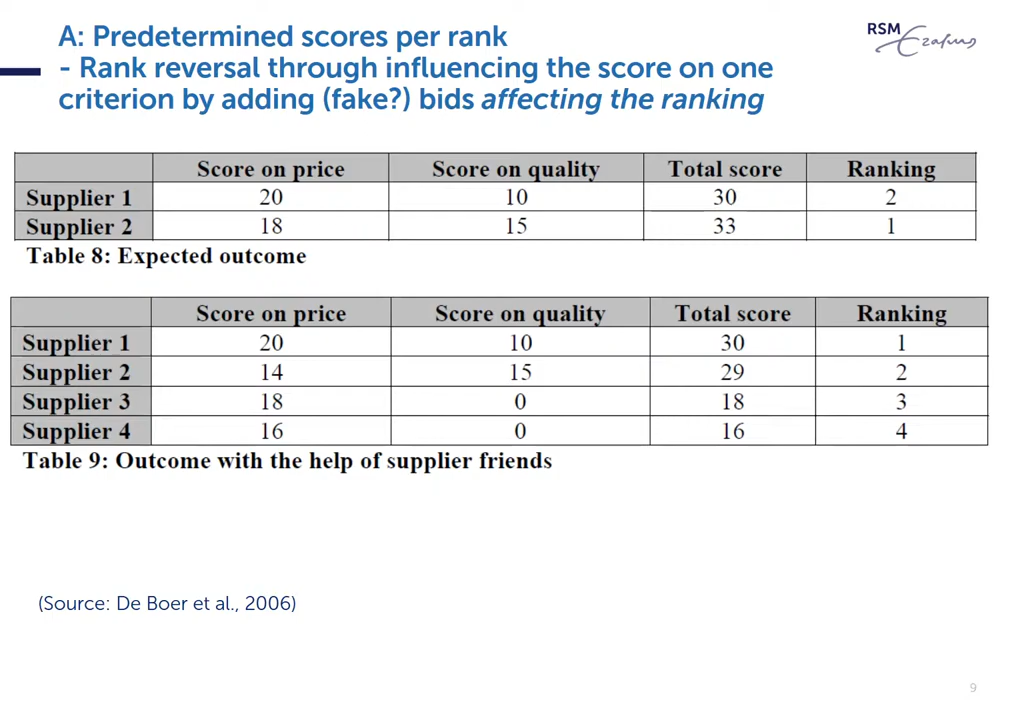 A: Predetermined scores per rank
- Rank reversal through influencing the score on one
criterion by adding (fake?) bids affecting the ranking
RSM
Erasmus
Score on price Score on quality Total score Ranking
Supplier 1 20 10 30 2
Supplier 2 18 15 33 1
Table 8: Expected outcome
Score on price Score on quality Total score Ranking
Supplier 1 20 10 30 1
Supplier 2 14 15 29 2
Supplier 3 18 0 18 3
Supplier 4 16 0 16 4
Table 9: Outcome with the help of supplier friends
(Source: De Boer et al., 2006)
9